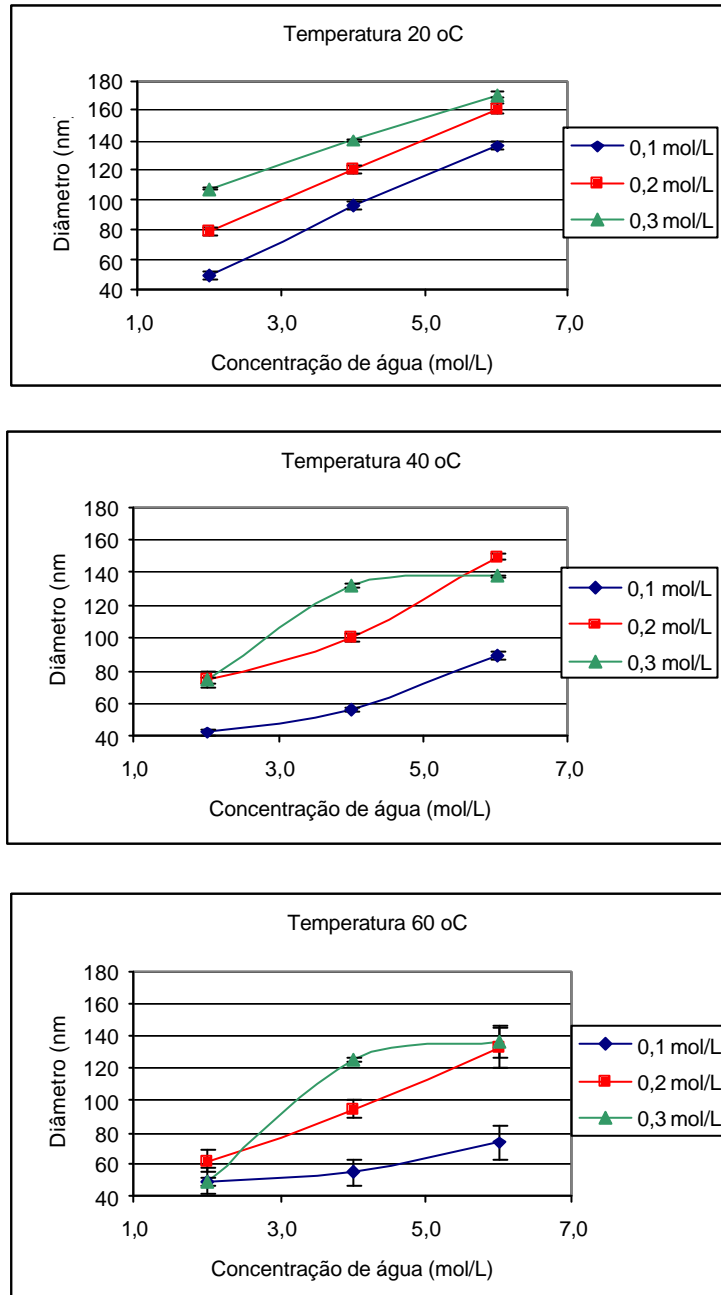 Temperatura 20 oC
Diâmetro (nm)
180
160
140
120
100
80
60
40
1,0
3,0
5,0
7,0
Concentração de água (mol/L)
0,1 mol/L
0,2 mol/L
0,3 mol/L
Temperatura 40 oC
Diâmetro (nm
180
160
140
120
100
80
60
40
1,0
3,0
5,0
7,0
Concentração de água (mol/L)
0,1 mol/L
0,2 mol/L
0,3 mol/L
Temperatura 60 oC
Diâmetro (nm
180
160
140
120
100
80
60
40
1,0
3,0
5,0
7,0
Concentração de água (mol/L)
0,1 mol/L
0,2 mol/L
0,3 mol/L